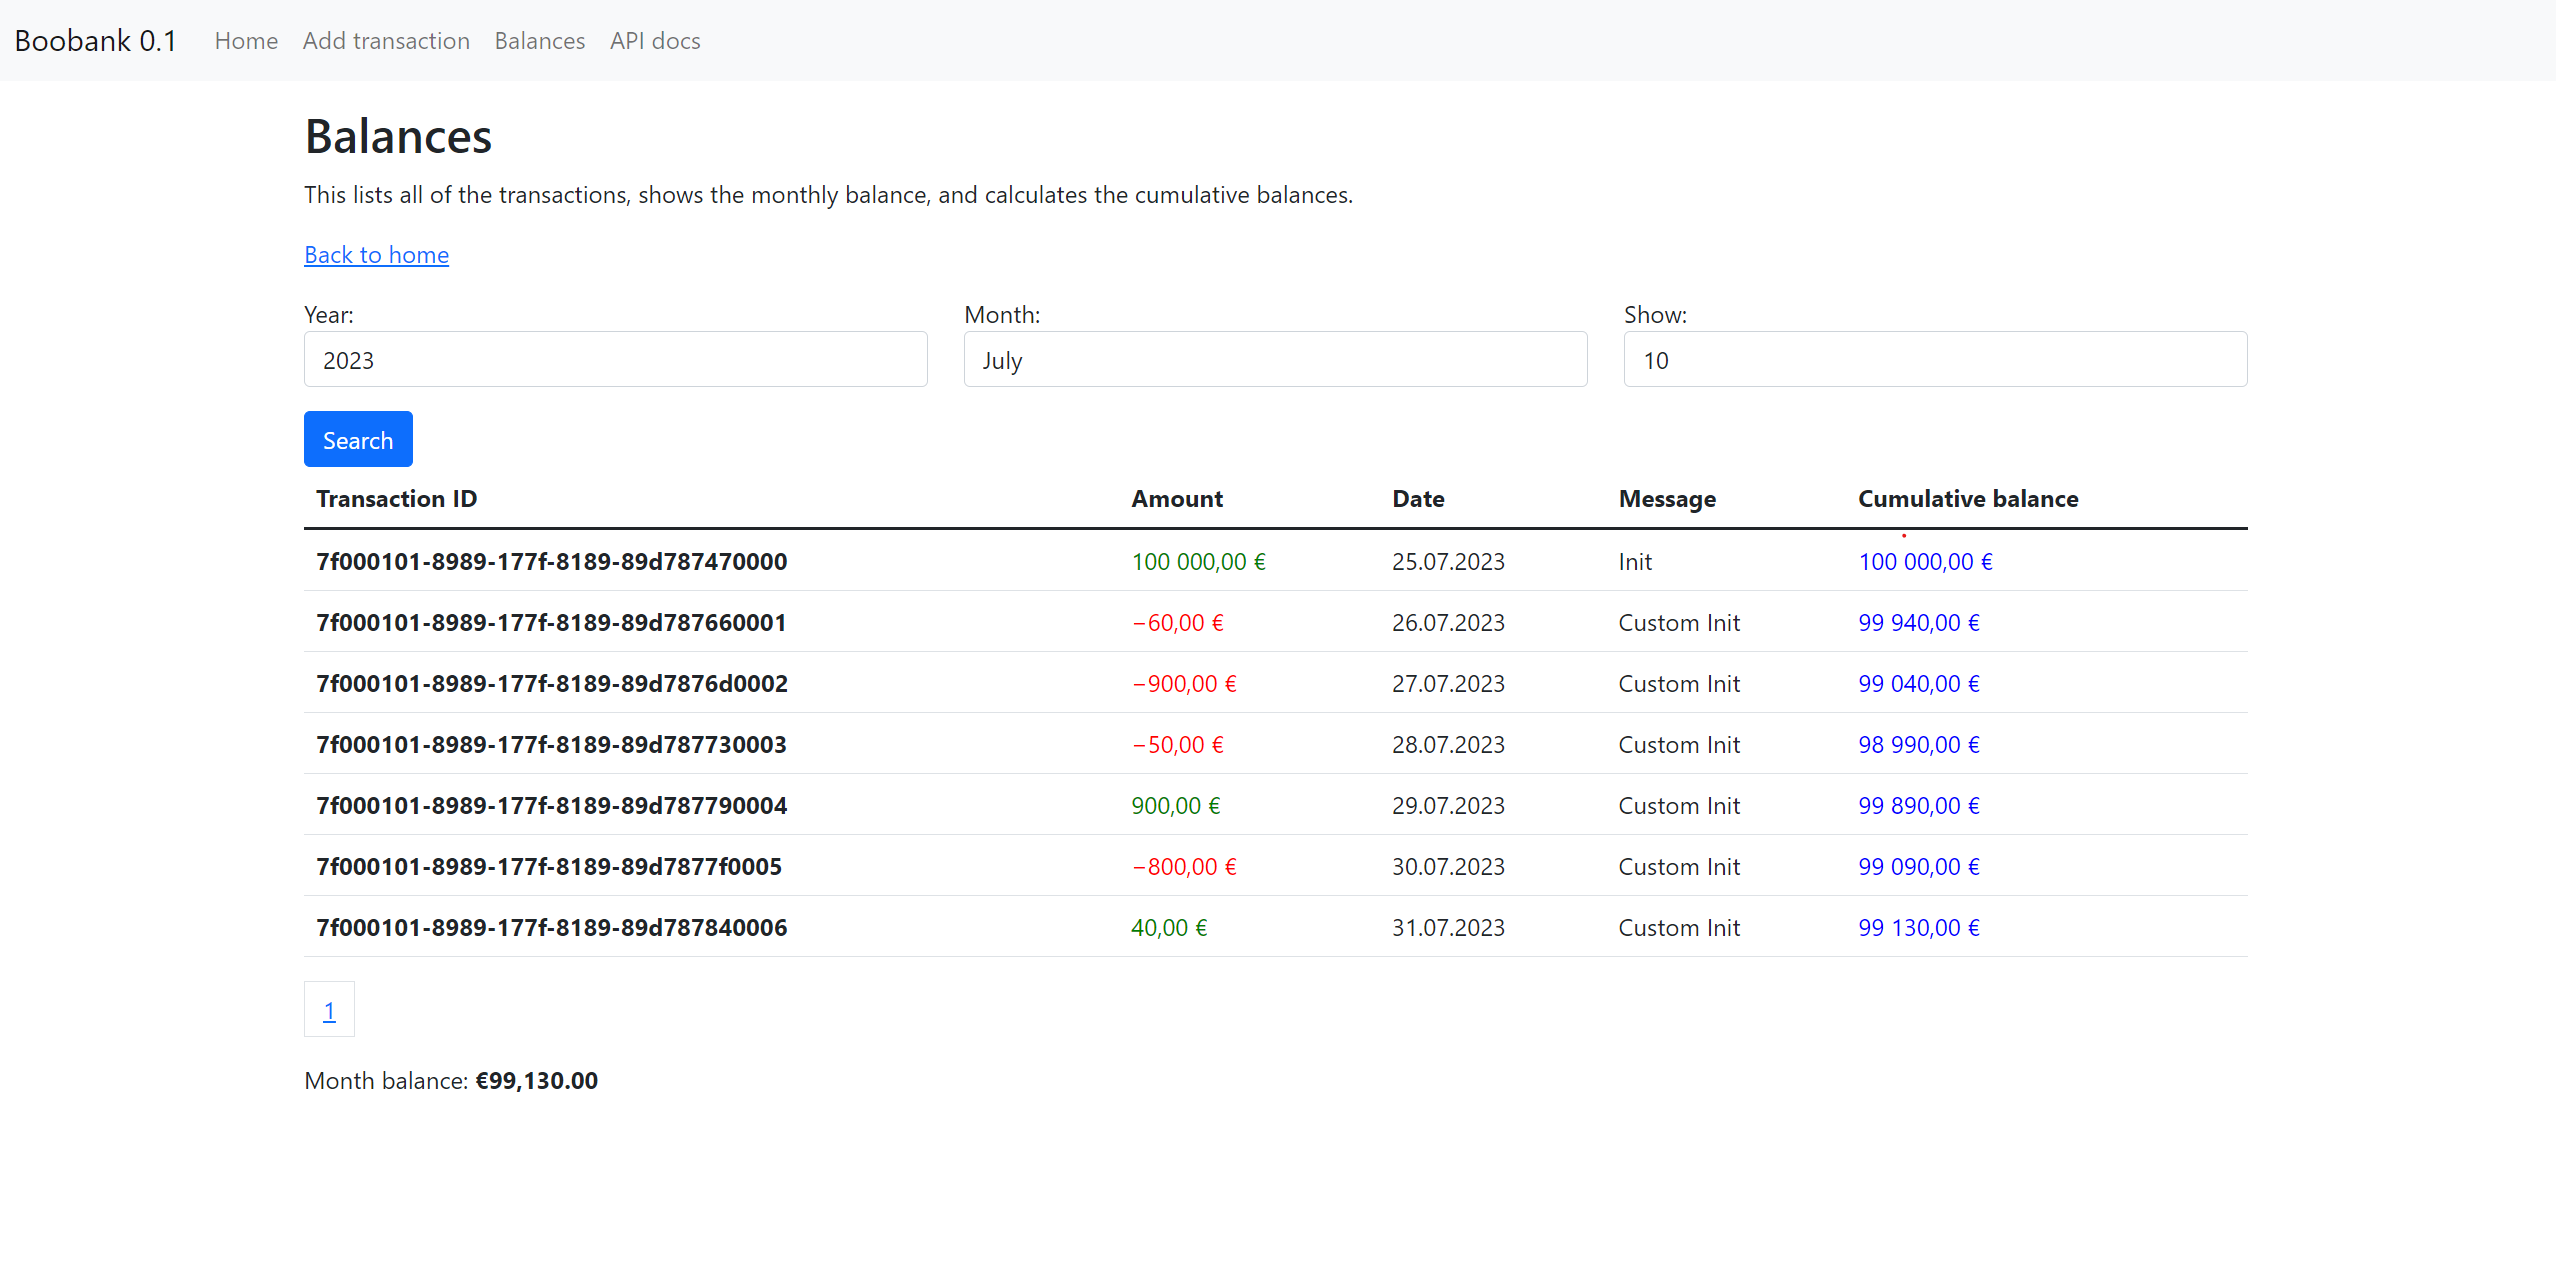 Boobank 0.1 Home Add transaction Balances API docs
Balances
This lists all of the transactions, shows the monthly balance, and calculates the cumulative balances.
Back to home
Year: Month: Show:
2023 July 10
Search
Transaction ID Amount Date Message Cumulative balance
7f000101-8989-177f-8189-89d787470000 100 000,00 € 25.07.2023 Init 100 000,00 €
7f000101-8989-177f-8189-89d787660001 −60,00 € 26.07.2023 Custom Init 99 940,00 €
7f000101-8989-177f-8189-89d7876d0002 −900,00 € 27.07.2023 Custom Init 99 040,00 €
7f000101-8989-177f-8189-89d787730003 −50,00 € 28.07.2023 Custom Init 98 990,00 €
7f000101-8989-177f-8189-89d787790004 900,00 € 29.07.2023 Custom Init 99 890,00 €
7f000101-8989-177f-8189-89d7877f0005 −800,00 € 30.07.2023 Custom Init 99 090,00 €
7f000101-8989-177f-8189-89d787840006 40,00 € 31.07.2023 Custom Init 99 130,00 €
1
Month balance: €99,130.00